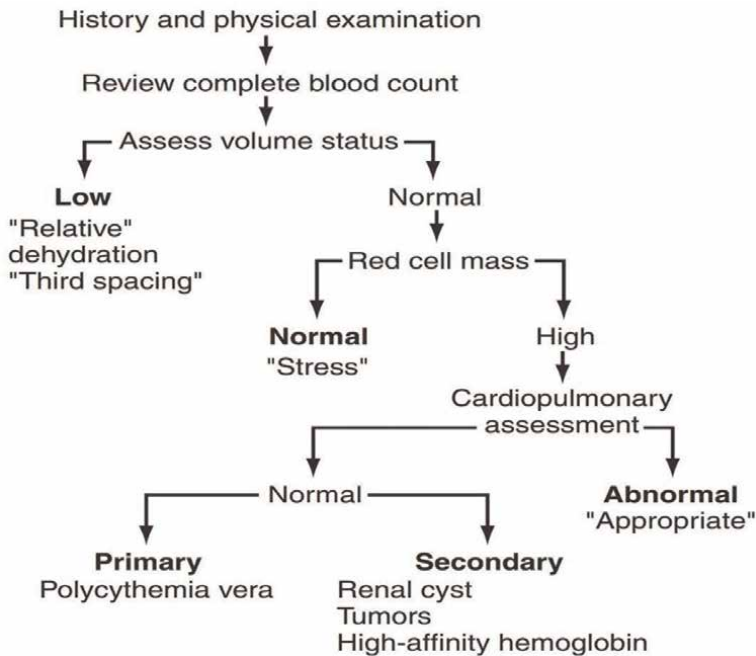 History and physical examination
Review complete blood count
Assess volume status
Low
"Relative"
dehydration
"Third spacing"
Normal
Red cell mass
Normal
"Stress"
High
Cardiopulmonary
assessment
Normal
Abnormal
"Appropriate"
Primary
Polycythemia vera
Secondary
Renal cyst
Tumors
High-affinity hemoglobin